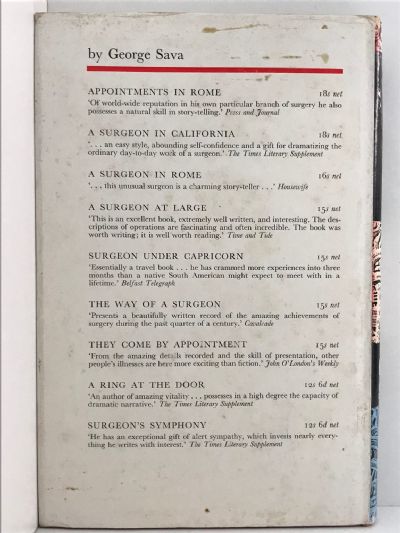 by George Sava
APPOINTMENTS IN ROME 18s net
'Of world-wide reputation in his own particular branch of surgery he also
possesses a natural skill in story-telling.' Press and Journal
A SURGEON IN CALIFORNIA 18s net
'. . . an easy style, abounding self-confidence and a gift for dramatizing the
ordinary day-to-day work of a surgeon.' The Times Literary Supplement
A SURGEON IN ROME 16s net
'. . . this unusual surgeon is a charming story-teller . . .' Housewife
A SURGEON AT LARGE 15s net
'This is an excellent book, extremely well written, and interesting. The des-
criptions of operations are fascinating and often incredible. The book was
worth writing; it is well worth reading.' Time and Tide
SURGEON UNDER CAPRICORN 15s net
'Essentially a travel book . . . he has crammed more experiences into three
months than a native South American might expect to meet with in a
lifetime.' Belfast Telegraph
THE WAY OF A SURGEON 15s net
'Presents a beautifully written record of the amazing achievements of
surgery during the past quarter of a century.' Cavalcade
THEY COME BY APPOINTMENT 15s net
'From the amazing details recorded and the skill of presentation, other
people's illnesses are here more exciting than fiction.' John O'London's Weekly
A RING AT THE DOOR 12s 6d net
'An author of amazing vitality . . . possesses in a high degree the capacity of
dramatic narrative.' The Times Literary Supplement
SURGEON'S SYMPHONY 12s 6d net
'He has an exceptional gift of alert sympathy, which invests nearly every-
thing he writes with interest.' The Times Literary Supplement